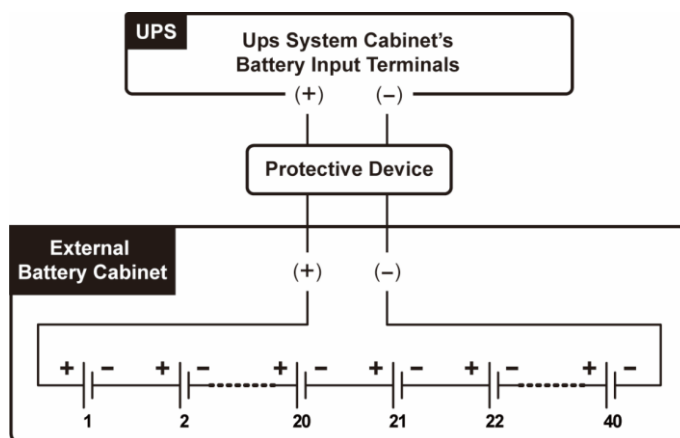 UPS
Ups System Cabinet's
Battery Input Terminals
(+) (−)
Protective Device
External
Battery Cabinet
(+) (−)
+ − + − + − + − + − + −
1 2 20 21 22 40